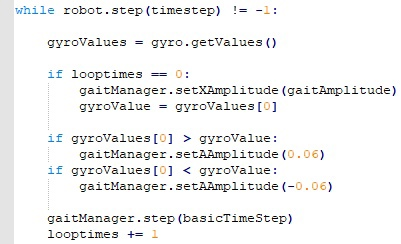 while robot.step(timestep) != -1:
    gyroValues = gyro.getValues()
    if looptimes == 0:
        gaitManager.setXAmplitude(gaitAmplitude)
        gyroValue = gyroValues[0]
    if gyroValues[0] > gyroValue:
        gaitManager.setAAmplitude(0.06)
    if gyroValues[0] < gyroValue:
        gaitManager.setAAmplitude(-0.06)
    gaitManager.step(basicTimeStep)
    looptimes += 1